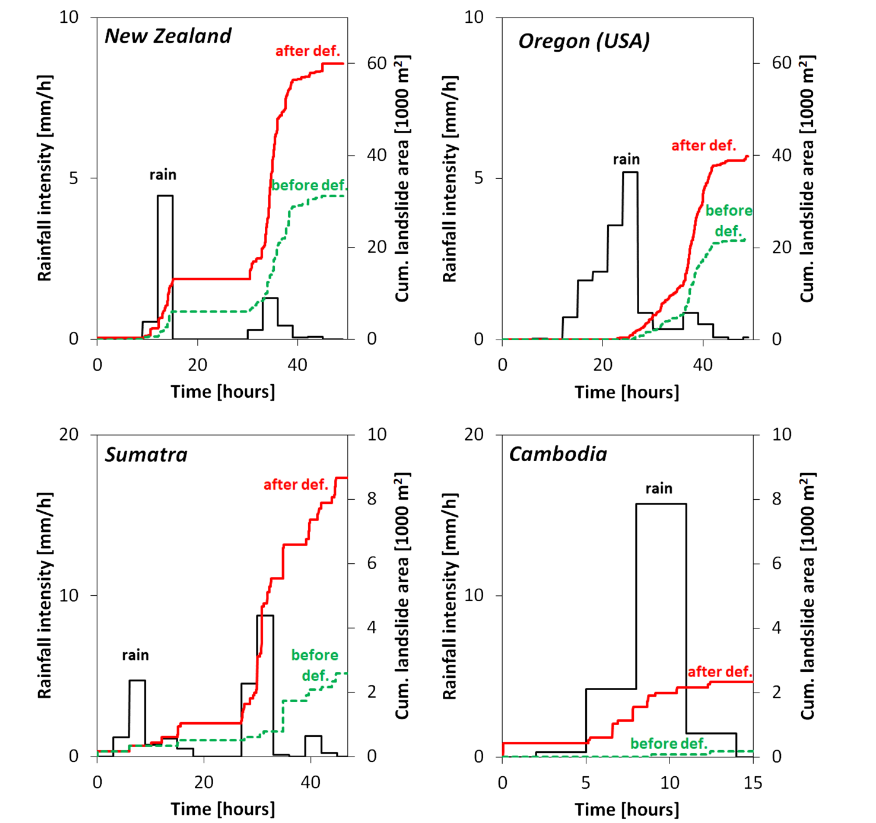 New Zealand
10
5
0
Rainfall intensity [mm/h]
after def.
rain
before def.
60
40
20
0
Cum. landslide area [1000 m²]
0
20
40
Time [hours]
Oregon (USA)
10
5
0
Rainfall intensity [mm/h]
after def.
rain
before
def.
60
40
20
0
Cum. landslide area [1000 m²]
0
20
40
Time [hours]
Sumatra
20
10
0
Rainfall intensity [mm/h]
after def.
rain
before
def.
10
8
6
4
2
0
Cum. landslide area [1000 m²]
0
20
40
Time [hours]
Cambodia
20
10
0
Rainfall intensity [mm/h]
rain
after def.
before def.
10
8
6
4
2
0
Cum. landslide area [1000 m²]
0
5
10
15
Time [hours]